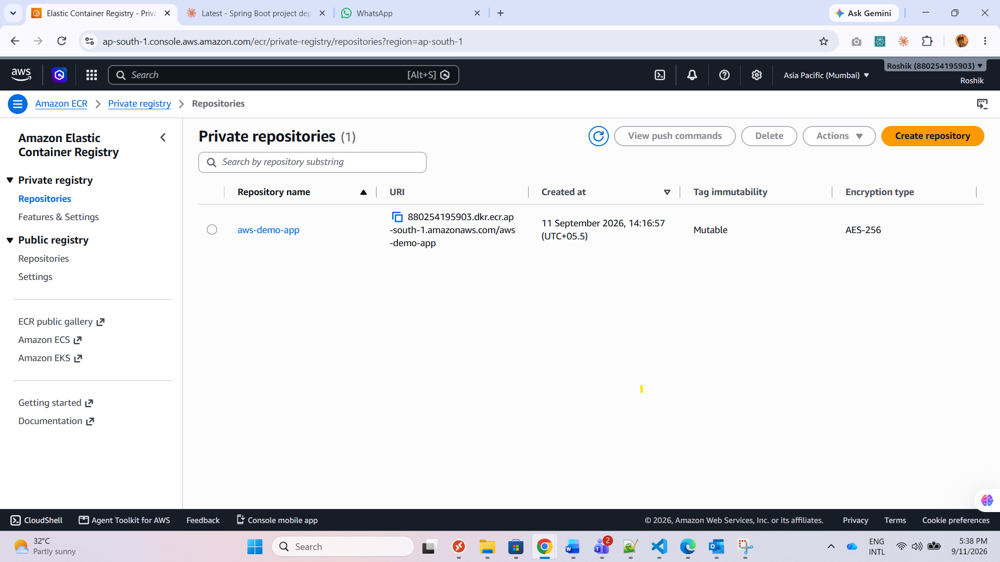 Elastic Container Registry - Priva
Latest - Spring Boot project dep
WhatsApp
Ask Gemini
ap-south-1.console.aws.amazon.com/ecr/private-registry/repositories?region=ap-south-1
aws
Search
[Alt+S]
Asia Pacific (Mumbai)
Roshik (880254195903)
Roshik
Amazon ECR
Private registry
Repositories
Amazon Elastic
Container Registry
Private registry
Repositories
Features & Settings
Public registry
Repositories
Settings
ECR public gallery
Amazon ECS
Amazon EKS
Getting started
Documentation
Private repositories (1)
View push commands
Delete
Actions
Create repository
Search by repository substring
Repository name
URI
Created at
Tag immutability
Encryption type
aws-demo-app
880254195903.dkr.ecr.ap
-south-1.amazonaws.com/aws
-demo-app
11 September 2026, 14:16:57
(UTC+05.5)
Mutable
AES-256
CloudShell
Agent Toolkit for AWS
Feedback
Console mobile app
© 2026, Amazon Web Services, Inc. or its affiliates.
Privacy
Terms
Cookie preferences
32°C
Partly sunny
Search
2
ENG
INTL
5:38 PM
9/11/2026